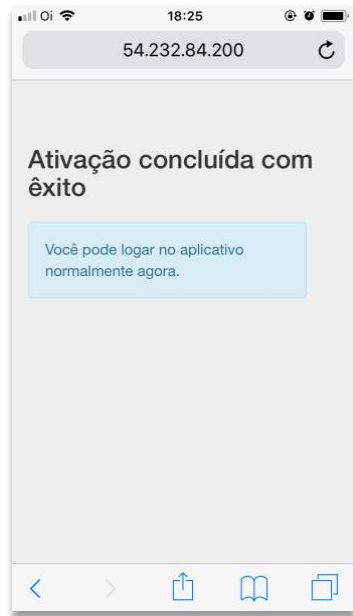 Oi 18:25
54.232.84.200
Ativação concluída com
êxito
Você pode logar no aplicativo
normalmente agora.